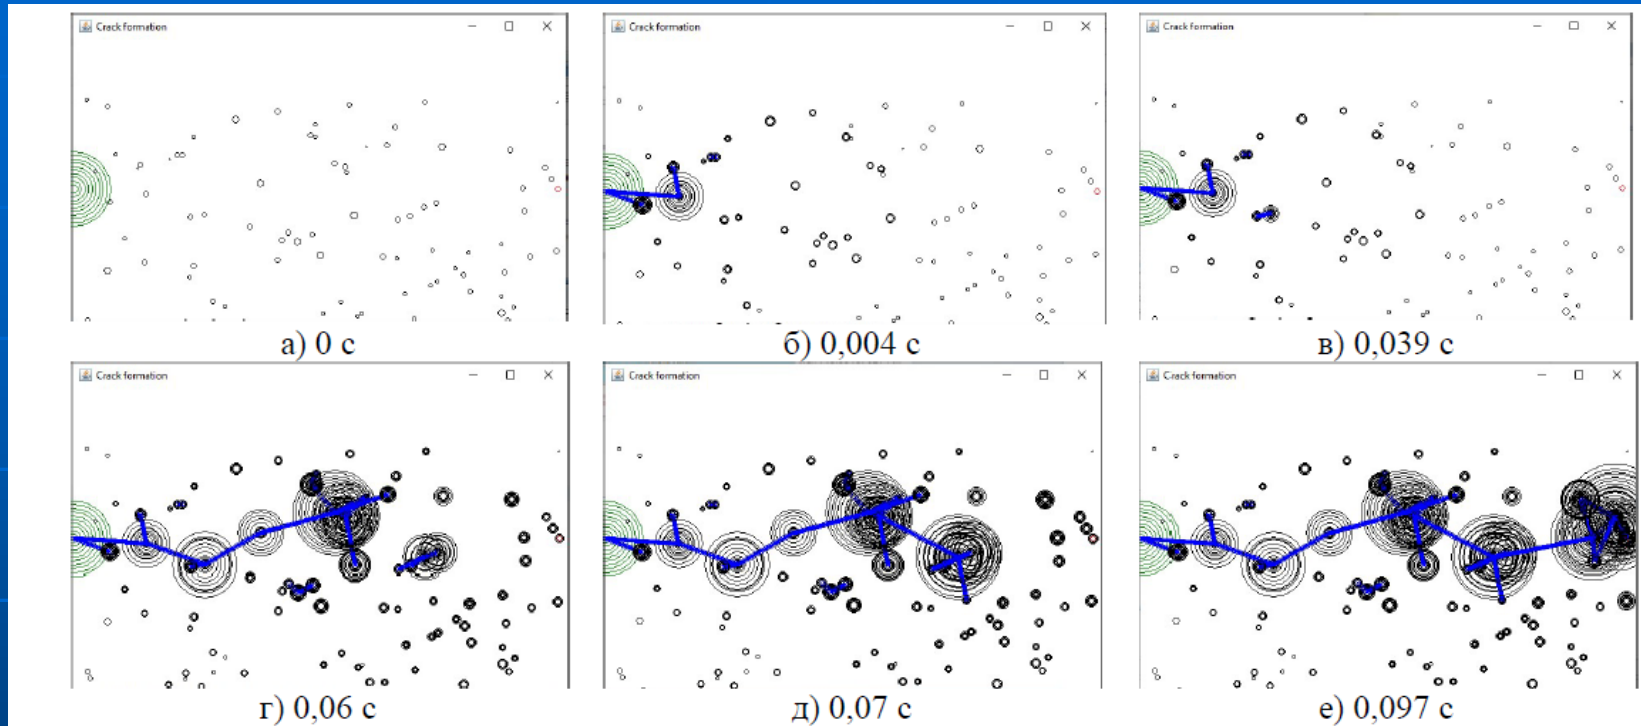 Crack formation
Crack formation
Crack formation
а) 0 с
б) 0,004 с
в) 0,039 с
Crack formation
Crack formation
Crack formation
г) 0,06 с
д) 0,07 с
е) 0,097 с